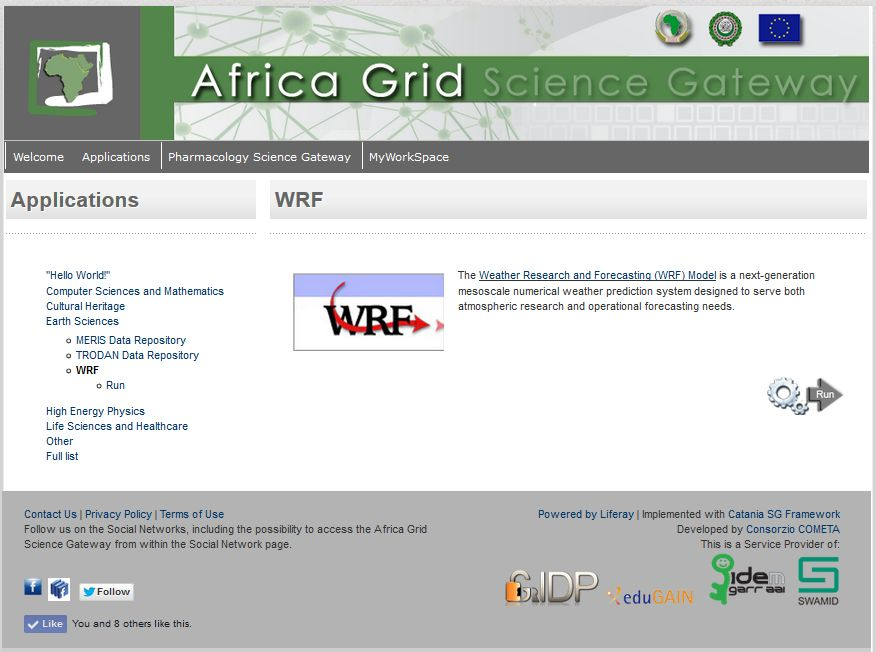 Africa Grid Science Gateway
Welcome Applications Pharmacology Science Gateway MyWorkSpace
Applications
"Hello World!"
Computer Sciences and Mathematics
Cultural Heritage
Earth Sciences
MERIS Data Repository
TRODAN Data Repository
WRF
Run
High Energy Physics
Life Sciences and Healthcare
Other
Full list
WRF
WRF
The Weather Research and Forecasting (WRF) Model is a next-generation
mesoscale numerical weather prediction system designed to serve both
atmospheric research and operational forecasting needs.
Run
Contact Us | Privacy Policy | Terms of Use
Follow us on the Social Networks, including the possibility to access the Africa Grid
Science Gateway from within the Social Network page.
f
Follow
Like You and 8 others like this.
Powered by Liferay | Implemented with Catania SG Framework
Developed by Consorzio COMETA
This is a Service Provider of:
GrIDP
eduGAIN
idem
garr aai
SWAMID